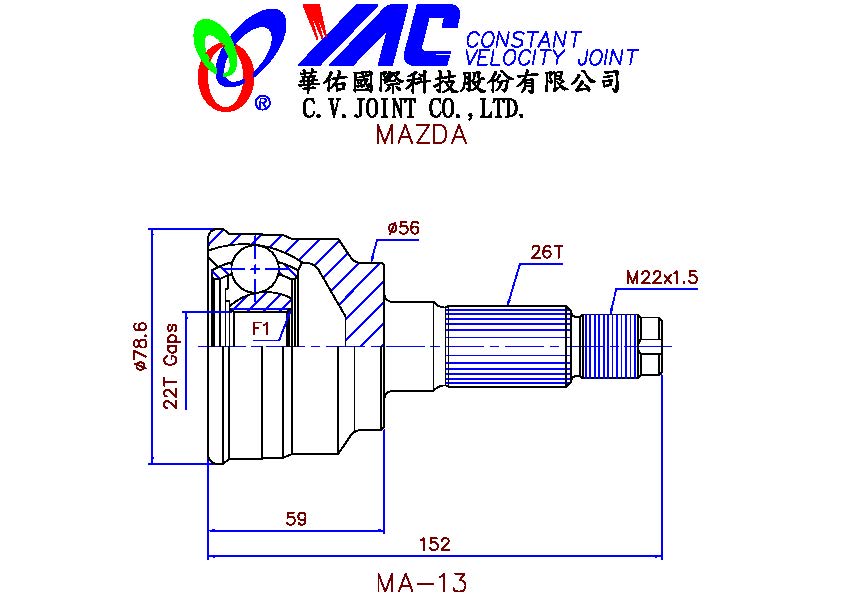 YAC CONSTANT
VELOCITY JOINT
®
華佑國際科技股份有限公司
C.V.JOINT CO.,LTD.
MAZDA
ø56
26T
M22x1.5
ø78.6
22T Gaps
F1
59
152
MA-13